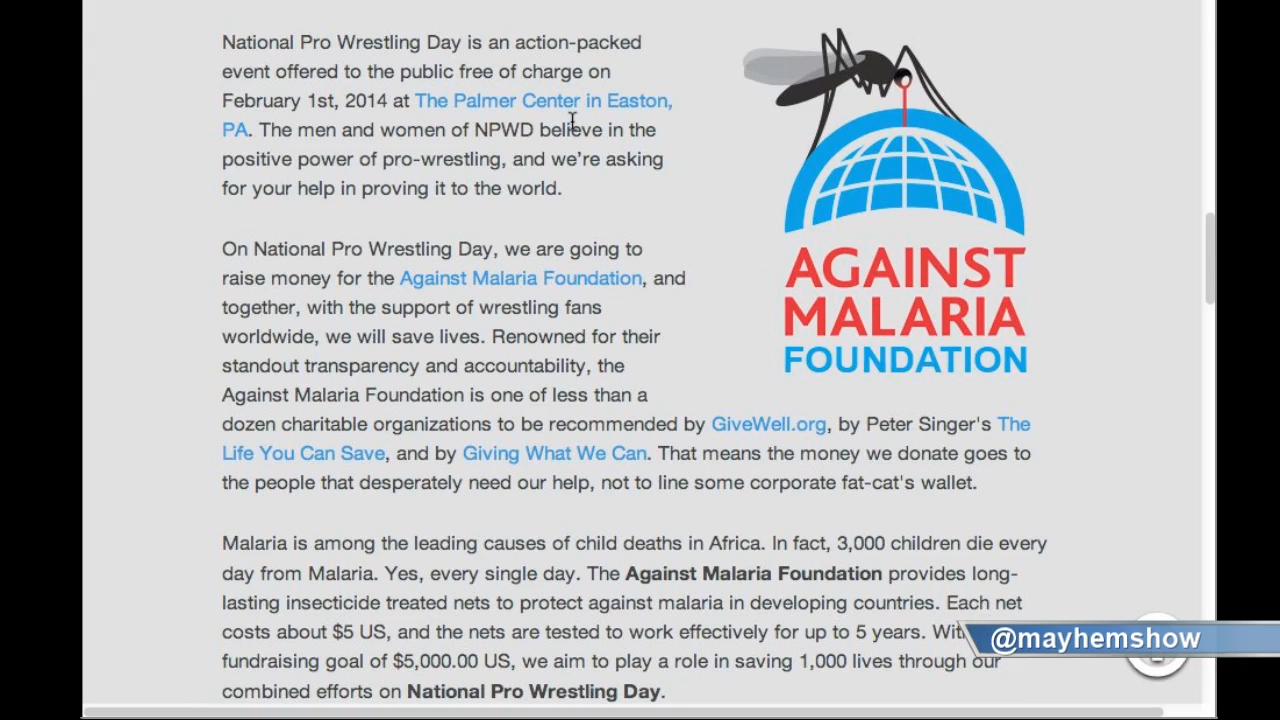 National Pro Wrestling Day is an action-packed
event offered to the public free of charge on
February 1st, 2014 at The Palmer Center in Easton,
PA. The men and women of NPWD believe in the
positive power of pro-wrestling, and we're asking
for your help in proving it to the world.
On National Pro Wrestling Day, we are going to
raise money for the Against Malaria Foundation, and
together, with the support of wrestling fans
worldwide, we will save lives. Renowned for their
standout transparency and accountability, the
Against Malaria Foundation is one of less than a
dozen charitable organizations to be recommended by GiveWell.org, by Peter Singer's The
Life You Can Save, and by Giving What We Can. That means the money we donate goes to
the people that desperately need our help, not to line some corporate fat-cat's wallet.
AGAINST
MALARIA
FOUNDATION
Malaria is among the leading causes of child deaths in Africa. In fact, 3,000 children die every
day from Malaria. Yes, every single day. The Against Malaria Foundation provides long-
lasting insecticide treated nets to protect against malaria in developing countries. Each net
costs about $5 US, and the nets are tested to work effectively for up to 5 years.
fundraising goal of $5,000.00 US, we aim to play a role in saving 1,000 lives through our
combined efforts on National Pro Wrestling Day.
@mayhemshow